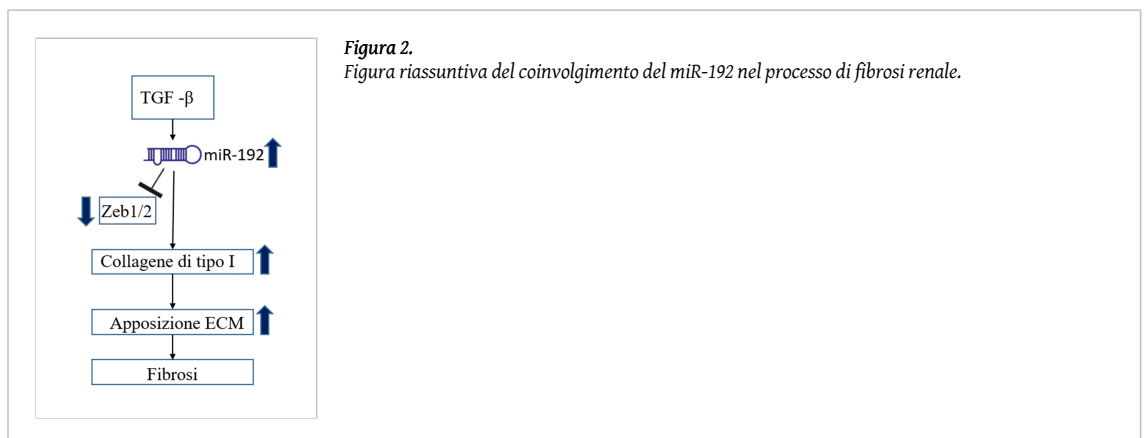 Figura 2.
Figura riassuntiva del coinvolgimento del miR-192 nel processo di fibrosi renale.
TGF -β
miR-192
Zeb1/2
Collagene di tipo I
Apposizione ECM
Fibrosi